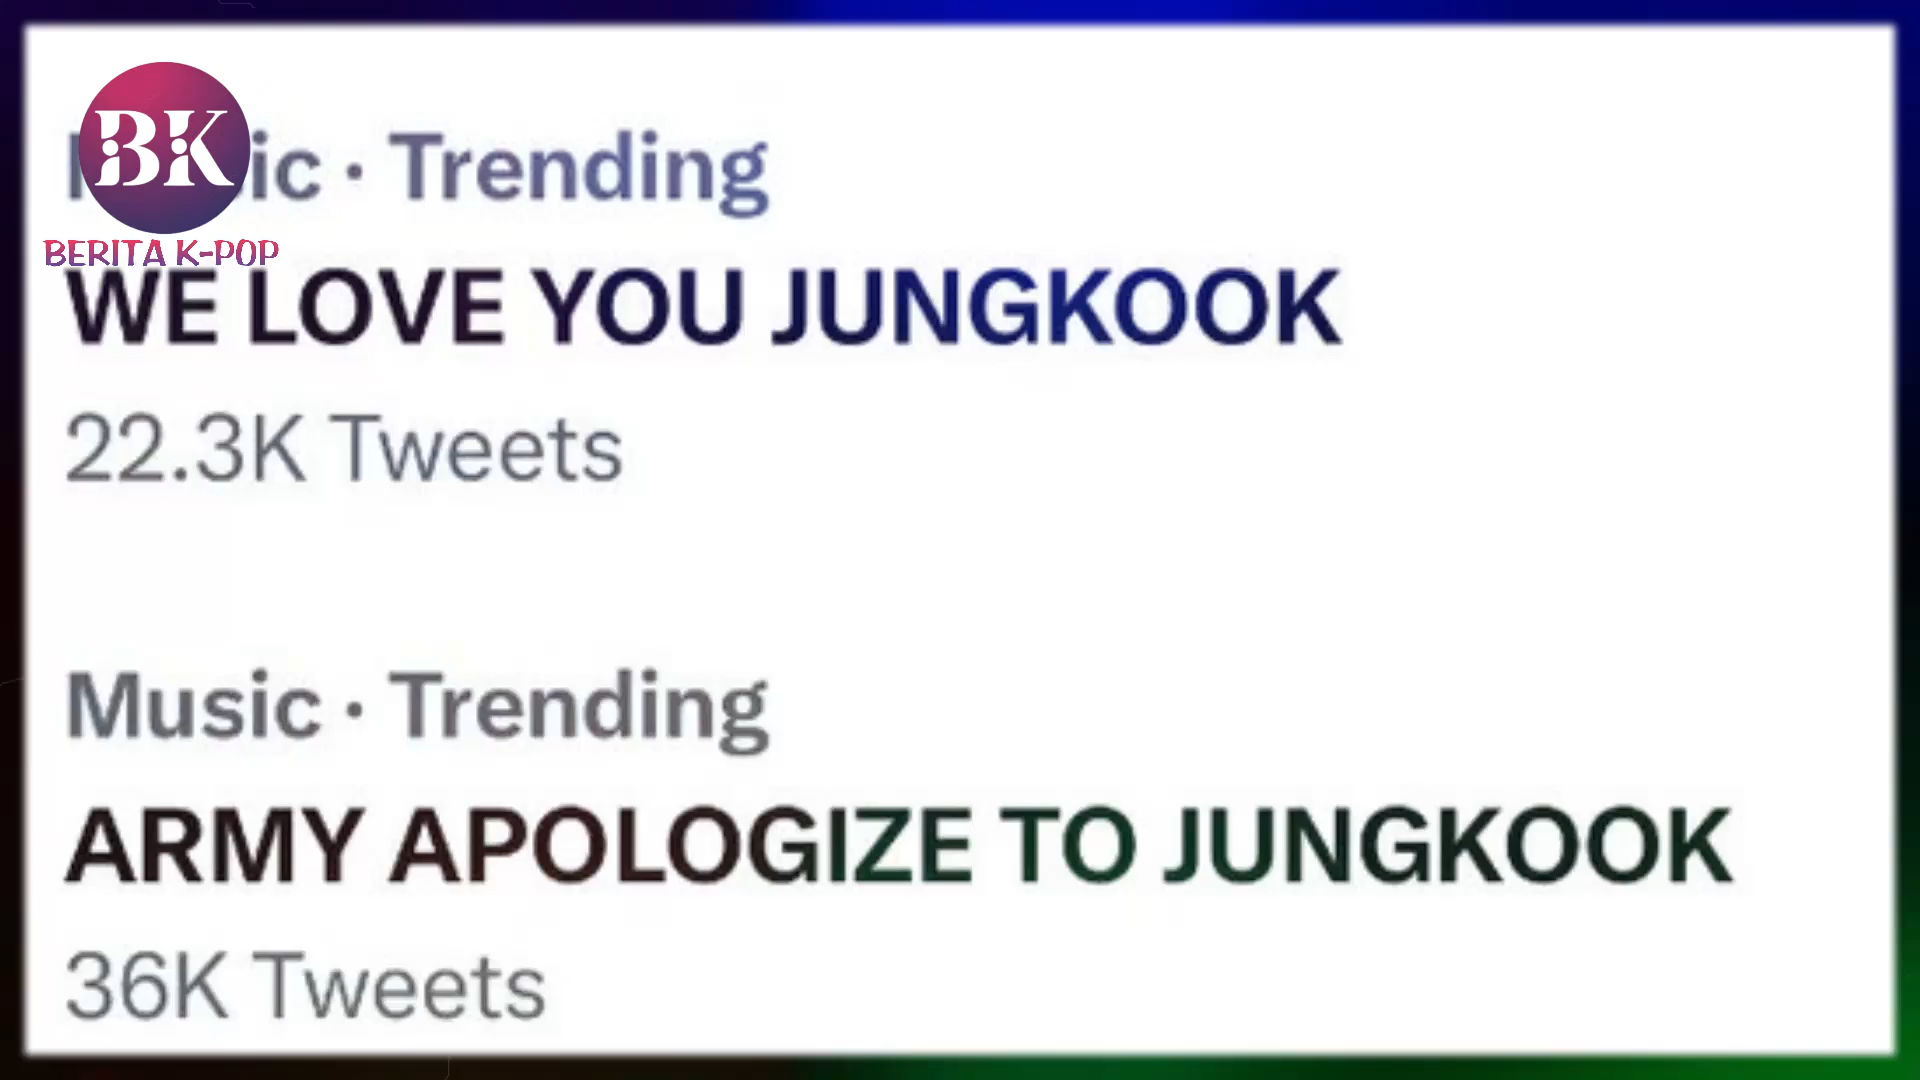 BK
BERITA K-POP
ic · Trending
WE LOVE YOU JUNGKOOK
22.3K Tweets
Music · Trending
ARMY APOLOGIZE TO JUNGKOOK
36K Tweets